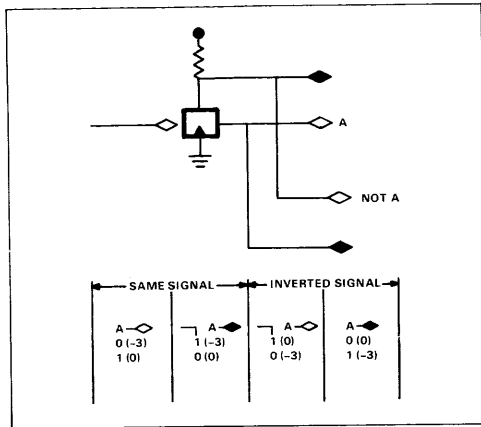 A
NOT A
SAME SIGNAL INVERTED SIGNAL
A A ¬ A A
0 (–3) 1 (–3) 1 (0) 0 (0)
1 (0) 0 (0) 0 (–3) 1 (–3)